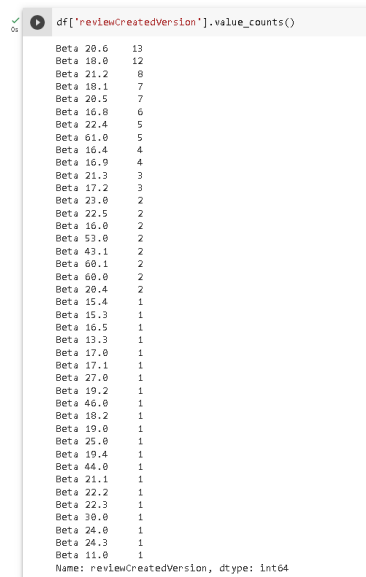 0s
df['reviewCreatedVersion'].value_counts()
Beta 20.6 13
Beta 18.0 12
Beta 21.2 8
Beta 18.1 7
Beta 20.5 7
Beta 16.8 6
Beta 22.4 5
Beta 61.0 5
Beta 16.4 4
Beta 16.9 4
Beta 21.3 3
Beta 17.2 3
Beta 23.0 2
Beta 22.5 2
Beta 16.0 2
Beta 53.0 2
Beta 43.1 2
Beta 60.1 2
Beta 60.0 2
Beta 20.4 2
Beta 15.4 1
Beta 15.3 1
Beta 16.5 1
Beta 13.3 1
Beta 17.0 1
Beta 17.1 1
Beta 27.0 1
Beta 19.2 1
Beta 46.0 1
Beta 18.2 1
Beta 19.0 1
Beta 25.0 1
Beta 19.4 1
Beta 44.0 1
Beta 21.1 1
Beta 22.2 1
Beta 22.3 1
Beta 30.0 1
Beta 24.0 1
Beta 24.3 1
Beta 11.0 1
Name: reviewCreatedVersion, dtype: int64